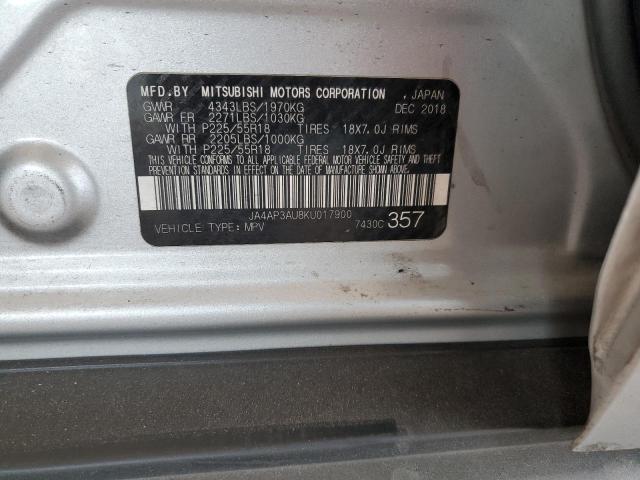 MFD.BY MITSUBISHI MOTORS CORPORATION , JAPAN
GVWR 4343LBS/1970KG DEC 2018
GAWR FR 2271LBS/1030KG
WITH P225/55R18 TIRES 18X7.0J RIMS
GAWR RR 2205LBS/1000KG
WITH P225/55R18 TIRES 18X7.0J RIMS
THIS VEHICLE CONFORMS TO ALL APPLICABLE FEDERAL MOTOR VEHICLE SAFETY AND THEFT
PREVENTION STANDARDS IN EFFECT ON THE DATE OF MANUFACTURE SHOWN ABOVE.
JA4AP3AU8KU017900
VEHICLE TYPE: MPV 7430C 357